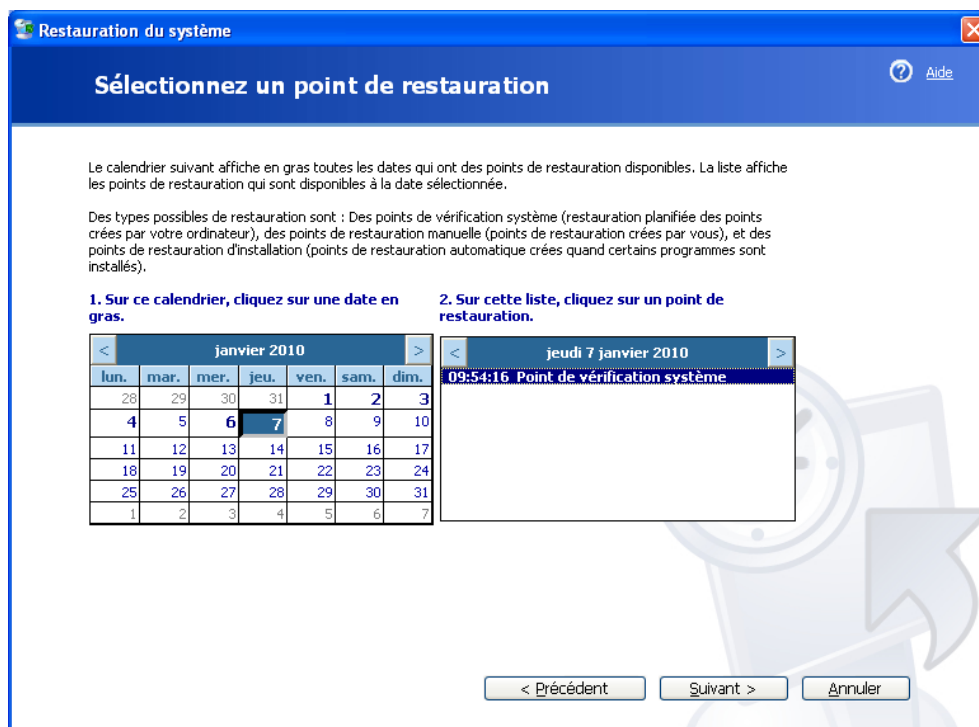 Restauration du système
Sélectionnez un point de restauration
Aide
Le calendrier suivant affiche en gras toutes les dates qui ont des points de restauration disponibles. La liste affiche
les points de restauration qui sont disponibles à la date sélectionnée.
Des types possibles de restauration sont : Des points de vérification système (restauration planifiée des points
crées par votre ordinateur), des points de restauration manuelle (points de restauration crées par vous), et des
points de restauration d'installation (points de restauration automatique crées quand certains programmes sont
installés).
1. Sur ce calendrier, cliquez sur une date en
gras.
< janvier 2010 >
lun. mar. mer. jeu. ven. sam. dim.
28 29 30 31 1 2 3
4 5 6 7 8 9 10
11 12 13 14 15 16 17
18 19 20 21 22 23 24
25 26 27 28 29 30 31
1 2 3 4 5 6 7
2. Sur cette liste, cliquez sur un point de
restauration.
< jeudi 7 janvier 2010 >
09:54:16 Point de vérification système
< Précédent
Suivant >
Annuler